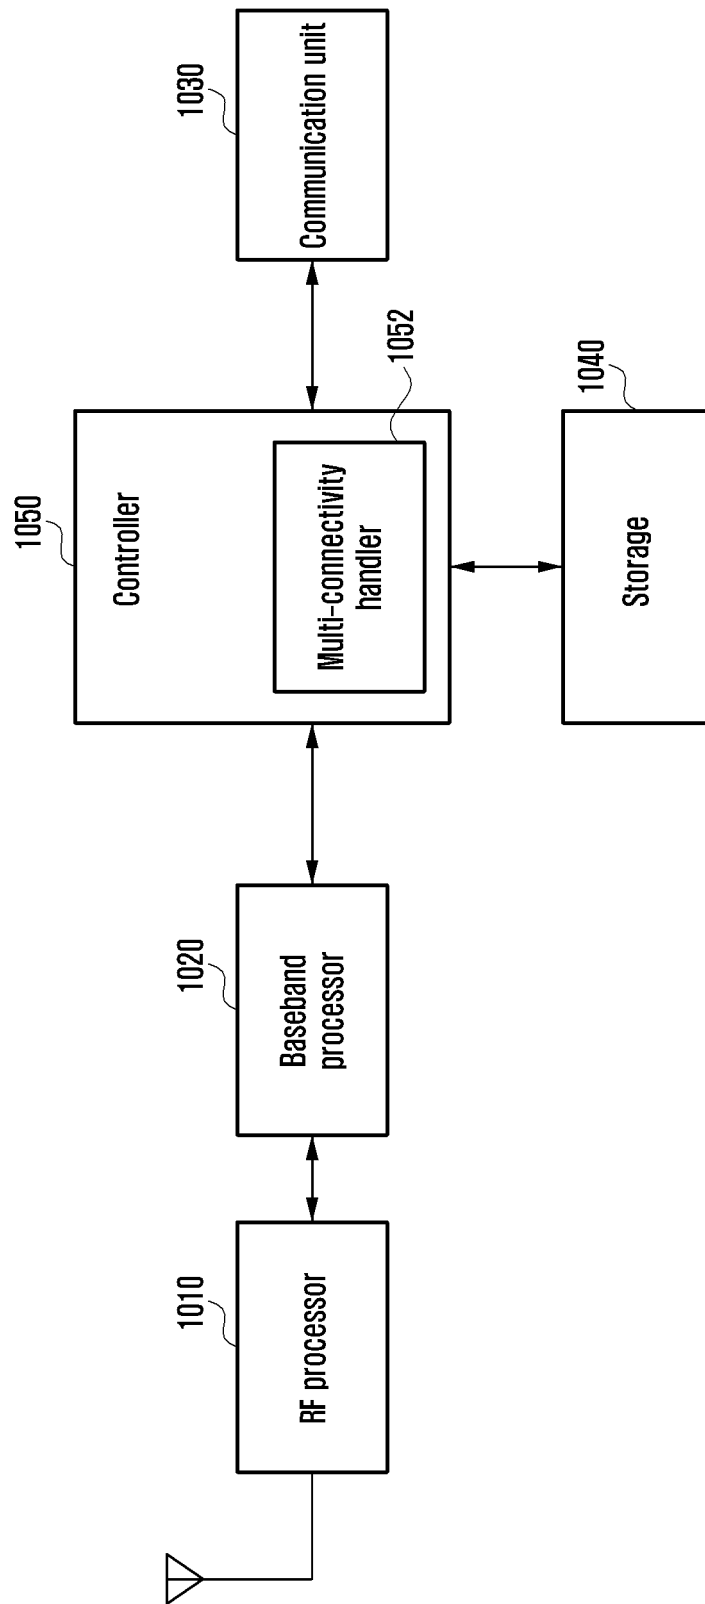 1010
RF processor
1020
Baseband
processor
1050
Controller
1052
Multi-connectivity
handler
1030
Communication unit
1040
Storage